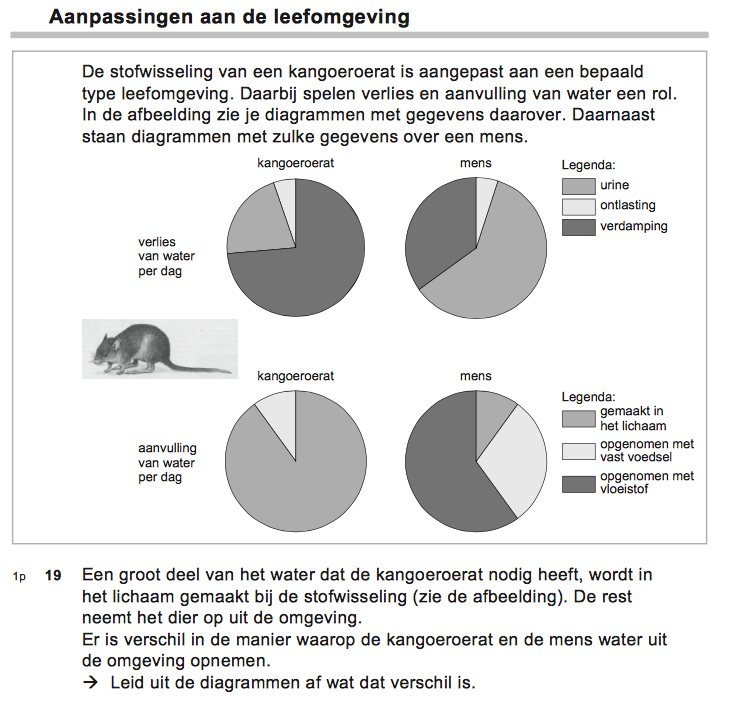 Aanpassingen aan de leefomgeving
De stofwisseling van een kangoeroerat is aangepast aan een bepaald
type leefomgeving. Daarbij spelen verlies en aanvulling van water een rol.
In de afbeelding zie je diagrammen met gegevens daarover. Daarnaast
staan diagrammen met zulke gegevens over een mens.
kangoeroerat
mens
Legenda:
urine
ontlasting
verdamping
verlies
van water
per dag
kangoeroerat
mens
Legenda:
gemaakt in
het lichaam
opgenomen met
vast voedsel
opgenomen met
vloeistof
aanvulling
van water
per dag
1p 19 Een groot deel van het water dat de kangoeroerat nodig heeft, wordt in
het lichaam gemaakt bij de stofwisseling (zie de afbeelding). De rest
neemt het dier op uit de omgeving.
Er is verschil in de manier waarop de kangoeroerat en de mens water uit
de omgeving opnemen.
→ Leid uit de diagrammen af wat dat verschil is.